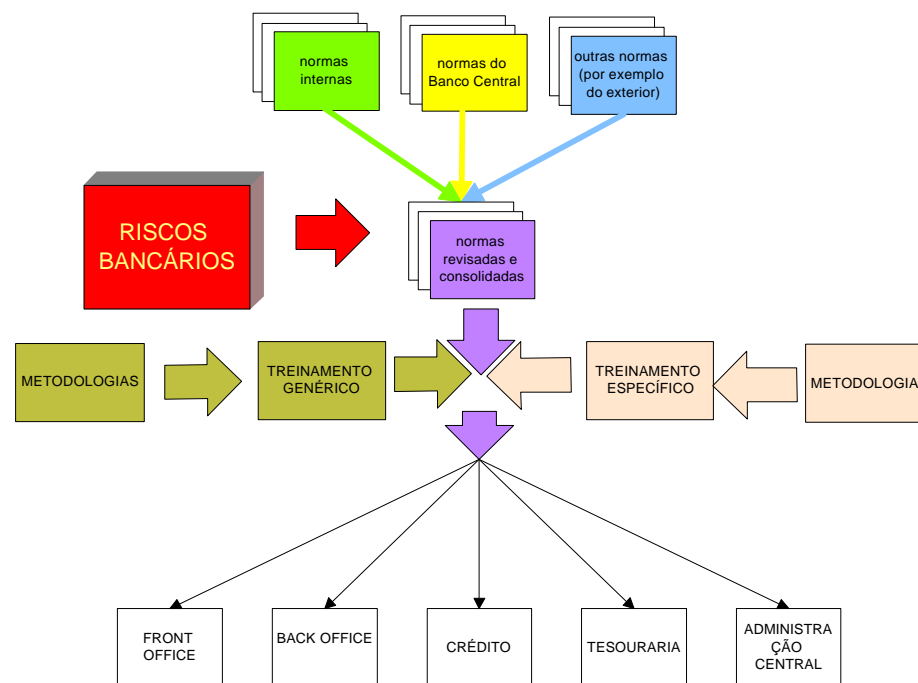 normas
internas
normas do
Banco Central
outras normas
(por exemplo
do exterior)
RISCOS
BANCÁRIOS
normas
revisadas e
consolidadas
METODOLOGIAS
TREINAMENTO
GENÉRICO
TREINAMENTO
ESPECÍFICO
METODOLOGIA
FRONT
OFFICE
BACK OFFICE
CRÉDITO
TESOURARIA
ADMINISTRA
ÇÃO
CENTRAL